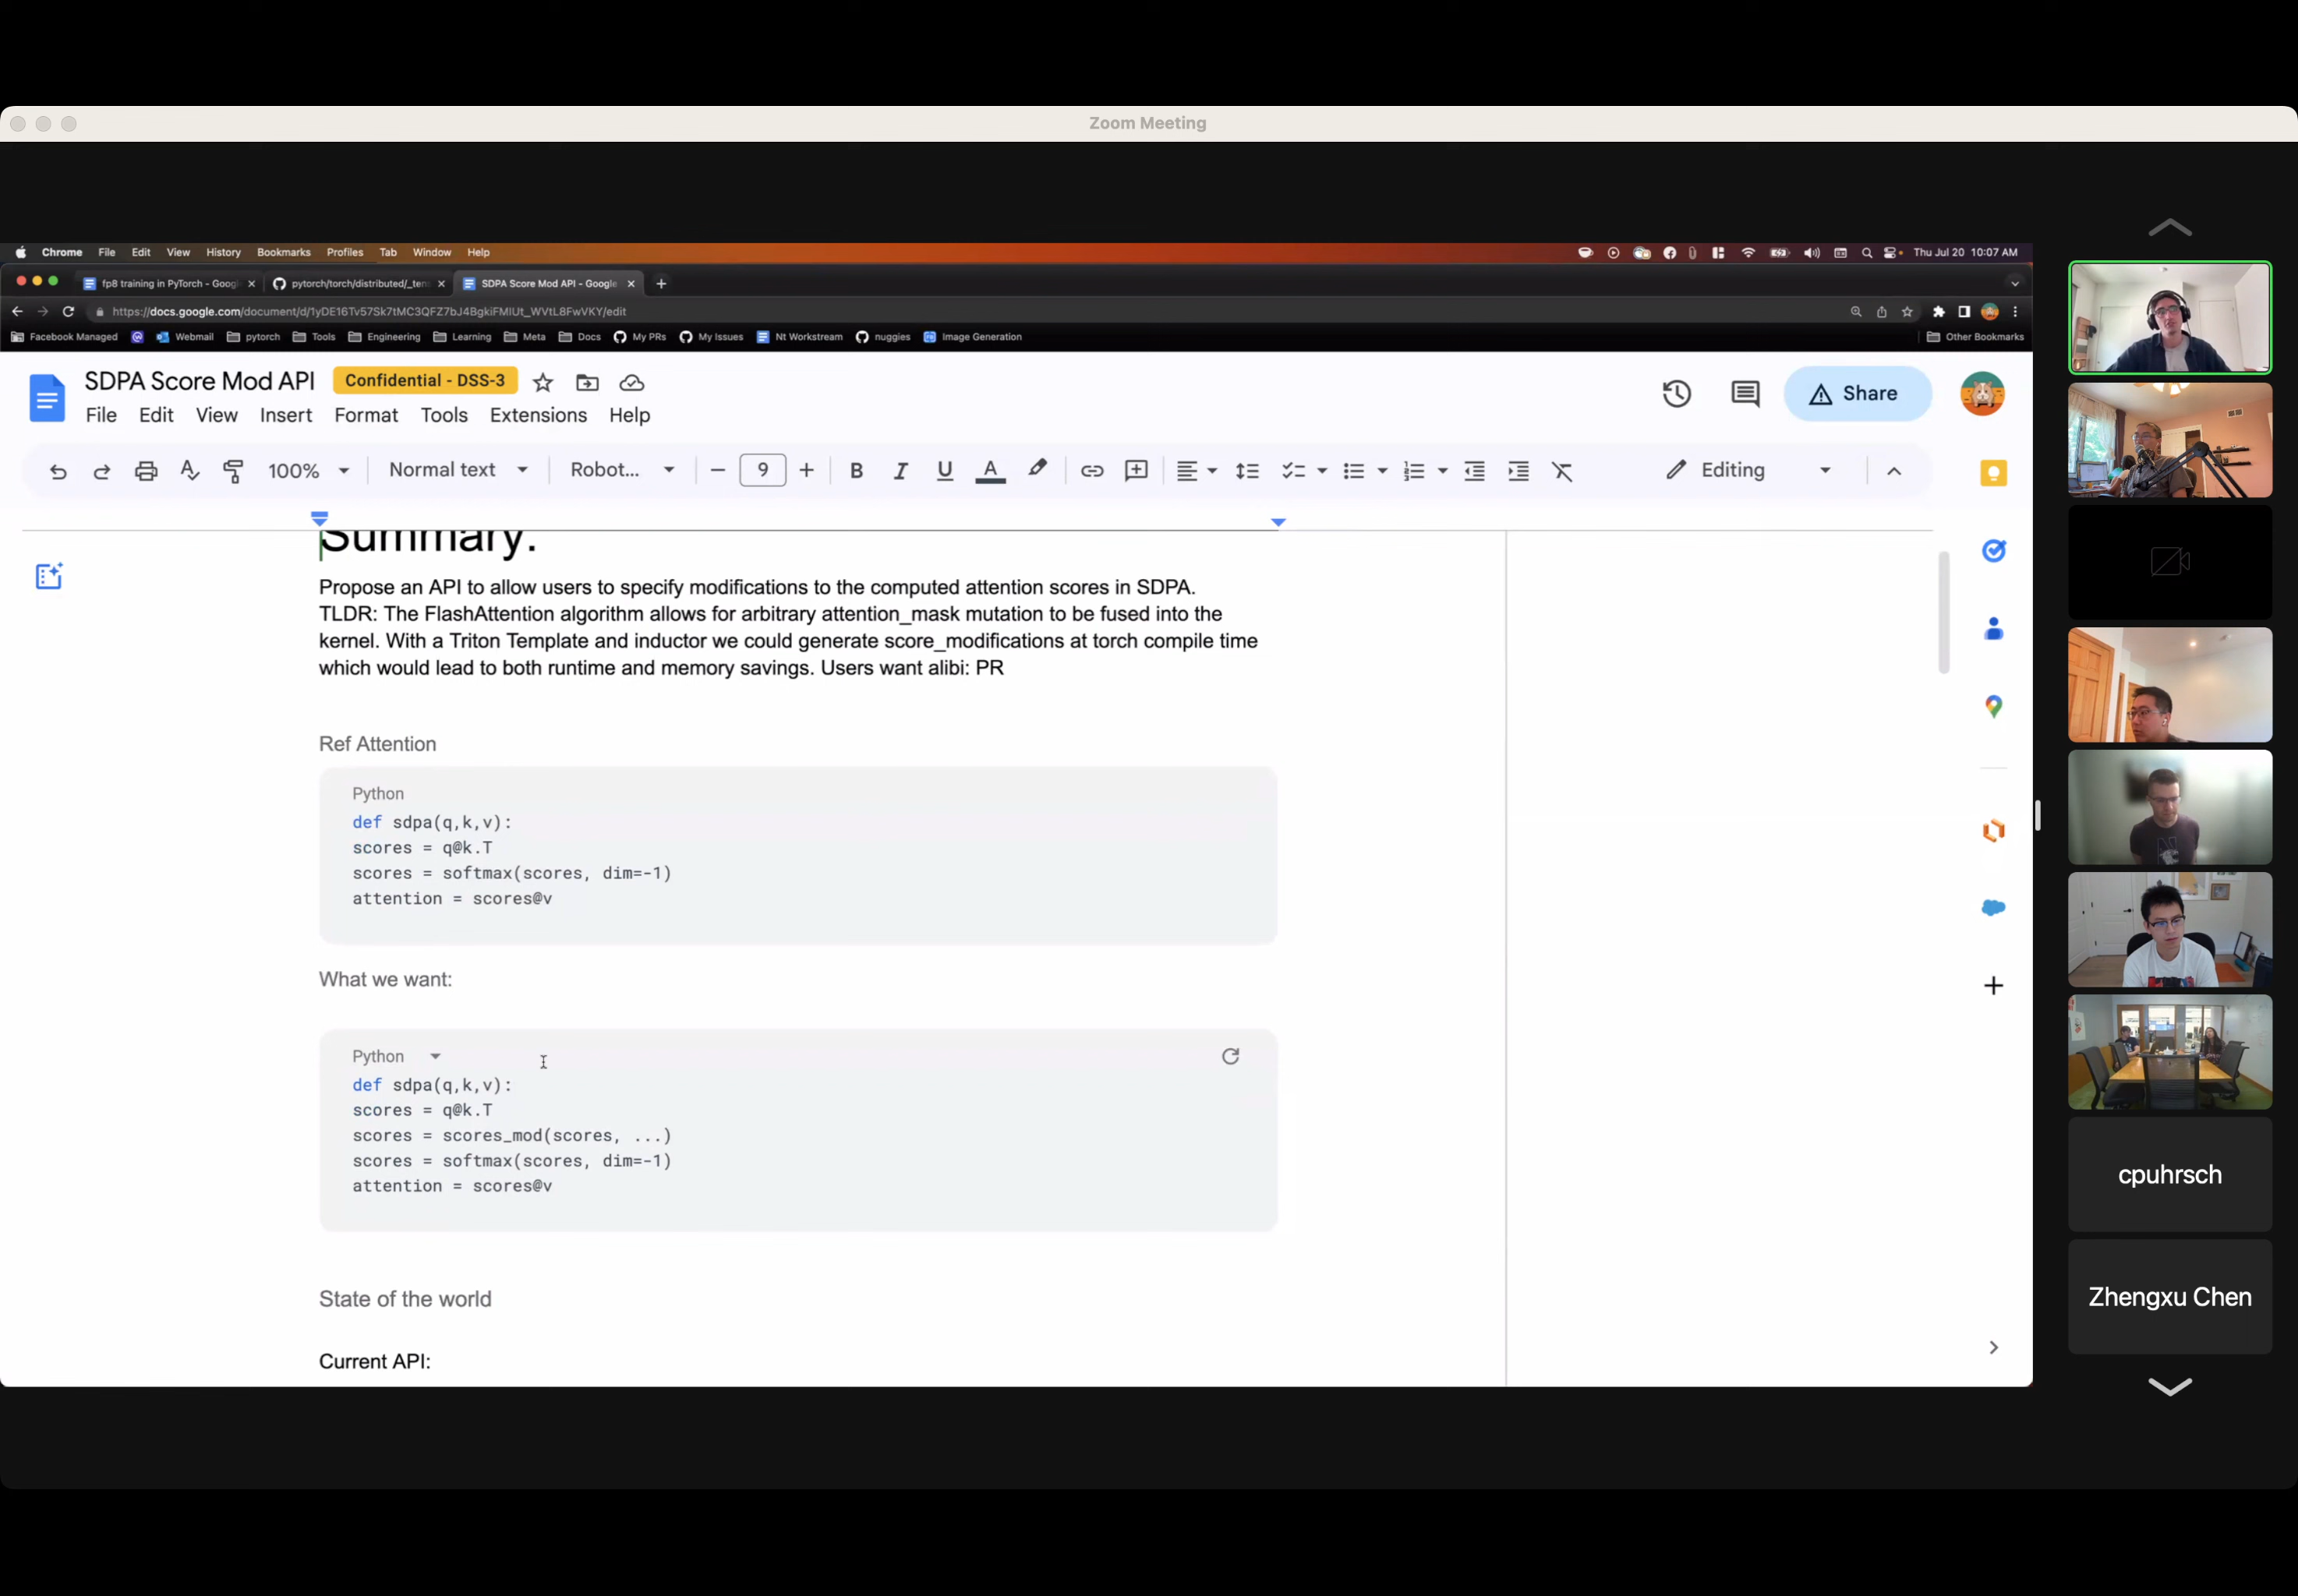 Zoom Meeting
Chrome File Edit View History Bookmarks Profiles Tab Window Help
Thu Jul 20 10:07 AM
fp8 training in PyTorch - Googl
pytorch/torch/distributed/_ten
SDPA Score Mod API - Google
https://docs.google.com/document/d/1yDE16Tv57Sk7tMC3QFZ7bJ4BgkiFMIUt_WVtL8FwVKY/edit
Facebook Managed Webmail pytorch Tools Engineering Learning Meta Docs My PRs My Issues Nt Workstream nuggies Image Generation Other Bookmarks
SDPA Score Mod API
Confidential - DSS-3
Share
File Edit View Insert Format Tools Extensions Help
100% Normal text Robot... 9 B I U A Editing
Summary:
Propose an API to allow users to specify modifications to the computed attention scores in SDPA.
TLDR: The FlashAttention algorithm allows for arbitrary attention_mask mutation to be fused into the
kernel. With a Triton Template and inductor we could generate score_modifications at torch compile time
which would lead to both runtime and memory savings. Users want alibi: PR
Ref Attention
Python
def sdpa(q,k,v):
scores = q@k.T
scores = softmax(scores, dim=-1)
attention = scores@v
What we want:
Python
def sdpa(q,k,v):
scores = q@k.T
scores = scores_mod(scores, ...)
scores = softmax(scores, dim=-1)
attention = scores@v
State of the world
Current API:
cpuhrsch
Zhengxu Chen